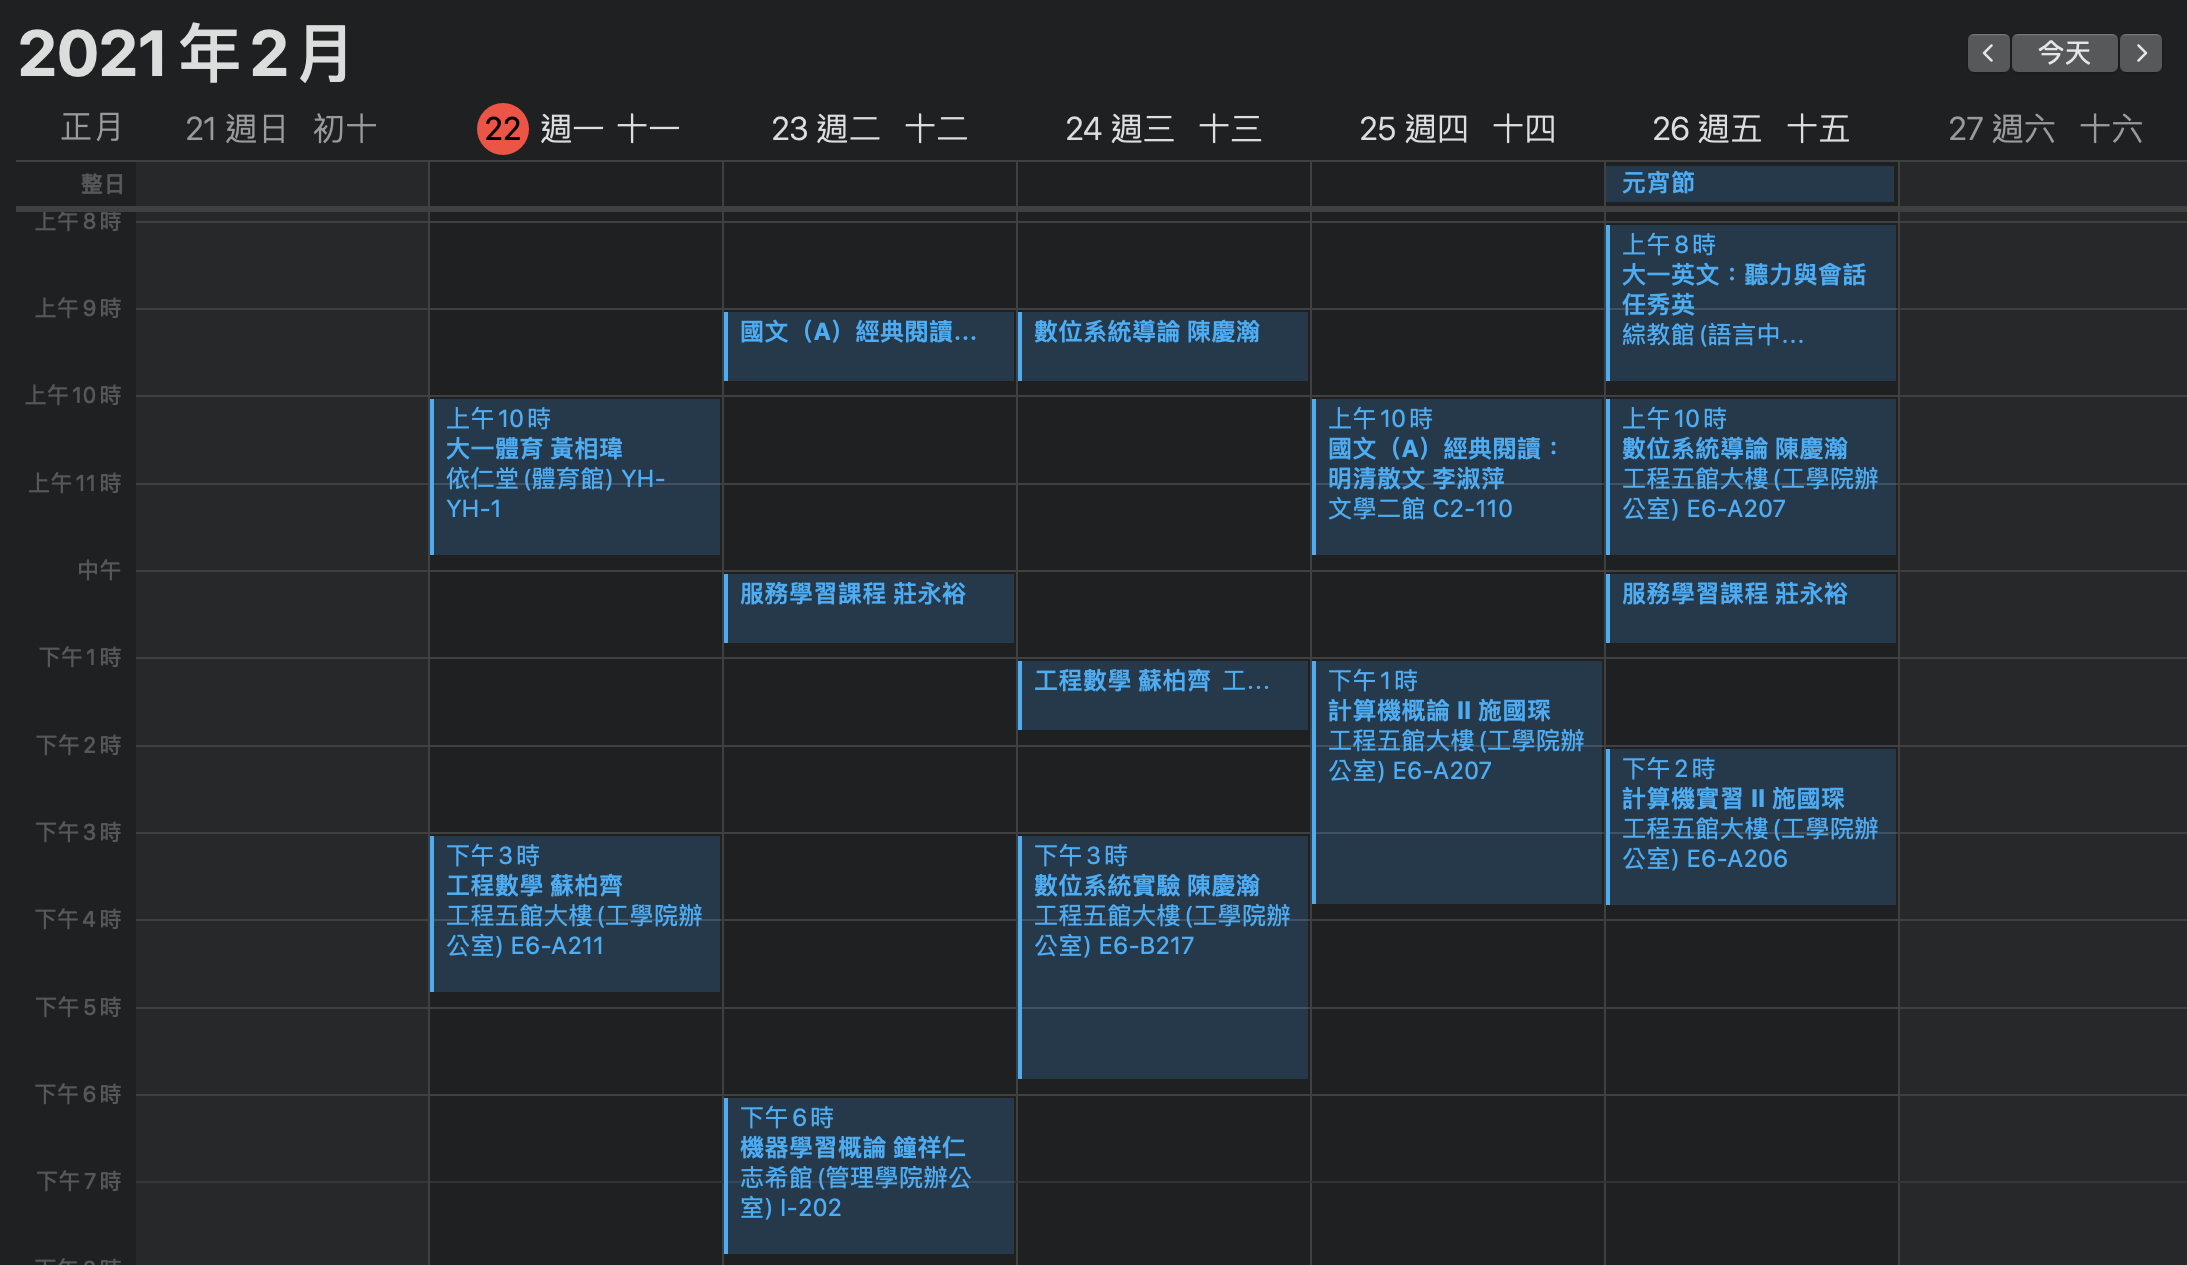 2021年2月
今天
正月
21 週日 初十
22 週一 十一
23 週二 十二
24 週三 十三
25 週四 十四
26 週五 十五
27 週六 十六
整日
元宵節
上午8時
上午9時
上午10時
上午11時
中午
下午1時
下午2時
下午3時
下午4時
下午5時
下午6時
下午7時
上午10時
大一體育 黃相瑋
依仁堂(體育館) YH-
YH-1
下午3時
工程數學 蘇柏齊
工程五館大樓(工學院辦
公室) E6-A211
國文（A）經典閱讀...
服務學習課程 莊永裕
下午6時
機器學習概論 鐘祥仁
志希館(管理學院辦公
室) I-202
數位系統導論 陳慶瀚
工程數學 蘇柏齊 工...
下午3時
數位系統實驗 陳慶瀚
工程五館大樓(工學院辦
公室) E6-B217
上午10時
國文（A）經典閱讀：
明清散文 李淑萍
文學二館 C2-110
下午1時
計算機概論 II 施國琛
工程五館大樓(工學院辦
公室) E6-A207
上午8時
大一英文：聽力與會話
任秀英
綜教館(語言中...
上午10時
數位系統導論 陳慶瀚
工程五館大樓(工學院辦
公室) E6-A207
服務學習課程 莊永裕
下午2時
計算機實習 II 施國琛
工程五館大樓(工學院辦
公室) E6-A206